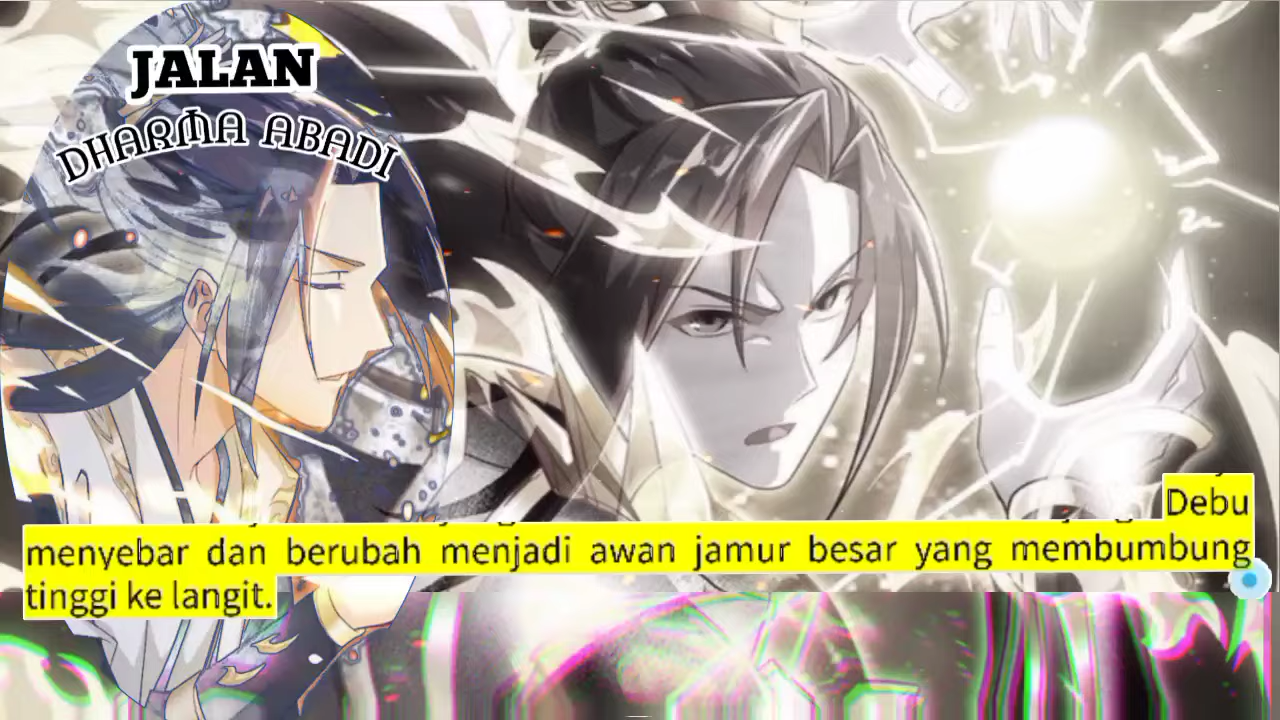 JALAN
DHARMA ABADI
Debu
menyebar dan berubah menjadi awan jamur besar yang membumbung
tinggi ke langit.